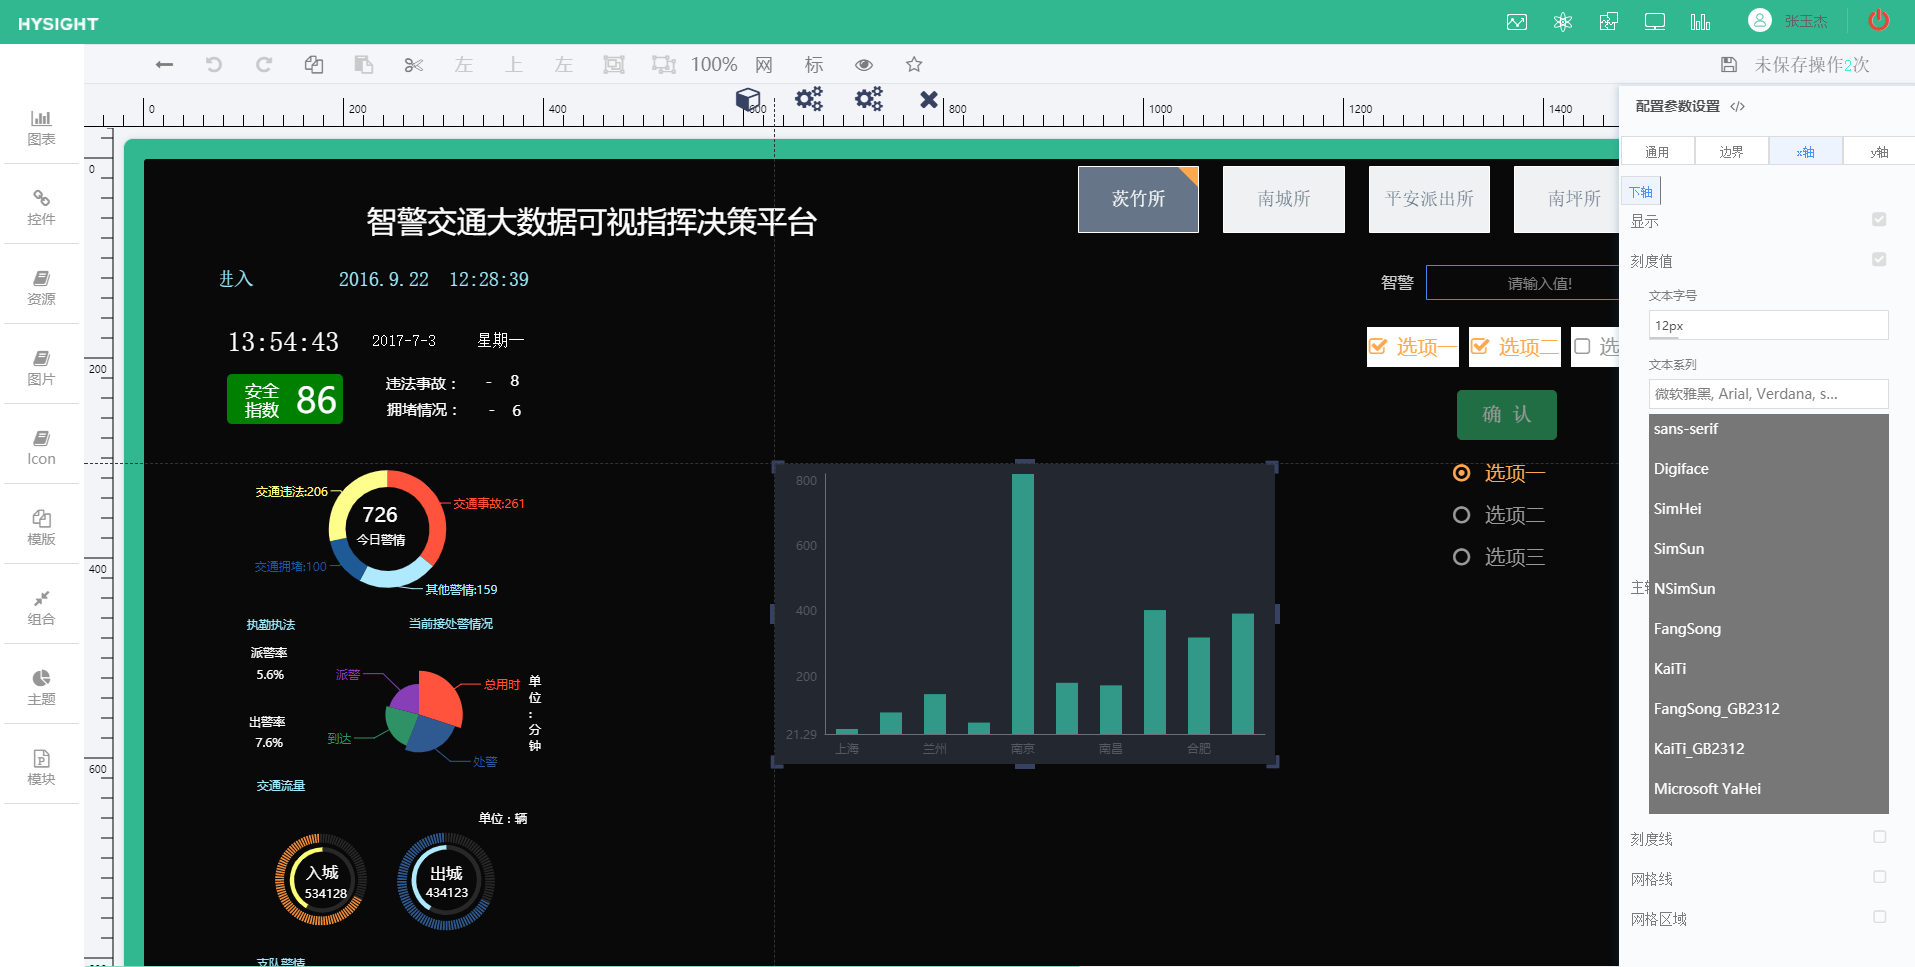 HYSIGHT
张玉杰
左
上
左
100%
网
标
未保存操作2次
图表
控件
资源
图片
Icon
模版
组合
主题
模块
0
200
400
600
800
1000
1200
1400
0
200
400
600
智警交通大数据可视指挥决策平台
进入
2016.9.22 12:28:39
13:54:43
2017-7-3
星期一
安全指数
86
违法事故: - 8
拥堵情况: - 6
交通违法:206
交通事故:261
726
今日警情
交通拥堵:100
其他警情:159
执勤执法
当前接处警情况
派警率
5.6%
出警率
7.6%
派警
总用时
到达
处警
单位:分钟
交通流量
单位:辆
入城
534128
出城
434123
支队警情
800
600
400
200
21.29
上海
兰州
南京
南昌
合肥
茨竹所
南城所
平安派出所
南坪所
智警
请输入值!
选项一
选项二
选
确 认
选项一
选项二
选项三
配置参数设置 </>
通用
边界
x轴
y轴
下轴
显示
刻度值
文本字号
12px
文本系列
微软雅黑, Arial, Verdana, s...
sans-serif
Digiface
SimHei
SimSun
主
NSimSun
FangSong
KaiTi
FangSong_GB2312
KaiTi_GB2312
Microsoft YaHei
刻度线
网格线
网格区域